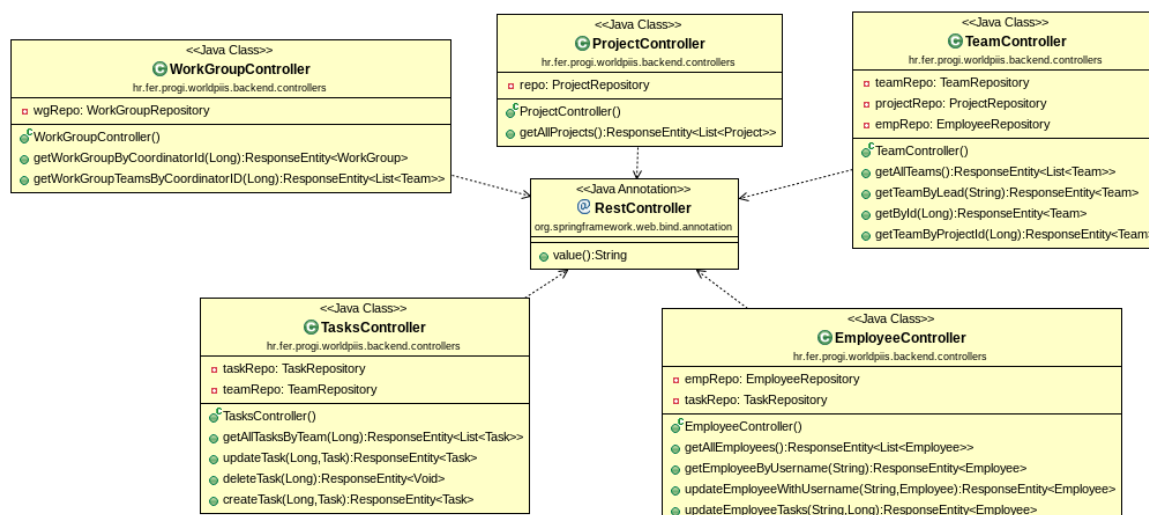 <<Java Class>>
WorkGroupController
hr.fer.progi.worldpiis.backend.controllers
wgRepo: WorkGroupRepository
WorkGroupController()
getWorkGroupByCoordinatorId(Long):ResponseEntity<WorkGroup>
getWorkGroupTeamsByCoordinatorID(Long):ResponseEntity<List<Team>>
<<Java Class>>
ProjectController
hr.fer.progi.worldpiis.backend.controllers
repo: ProjectRepository
ProjectController()
getAllProjects():ResponseEntity<List<Project>>
<<Java Class>>
TeamController
hr.fer.progi.worldpiis.backend.controllers
teamRepo: TeamRepository
projectRepo: ProjectRepository
empRepo: EmployeeRepository
TeamController()
getAllTeams():ResponseEntity<List<Team>>
getTeamByLead(String):ResponseEntity<Team>
getById(Long):ResponseEntity<Team>
getTeamByProjectId(Long):ResponseEntity<Team>
<<Java Annotation>>
@ RestController
org.springframework.web.bind.annotation
value():String
<<Java Class>>
TasksController
hr.fer.progi.worldpiis.backend.controllers
taskRepo: TaskRepository
teamRepo: TeamRepository
TasksController()
getAllTasksByTeam(Long):ResponseEntity<List<Task>>
updateTask(Long,Task):ResponseEntity<Task>
deleteTask(Long):ResponseEntity<Void>
createTask(Long,Task):ResponseEntity<Task>
<<Java Class>>
EmployeeController
hr.fer.progi.worldpiis.backend.controllers
empRepo: EmployeeRepository
taskRepo: TaskRepository
EmployeeController()
getAllEmployees():ResponseEntity<List<Employee>>
getEmployeeByUsername(String):ResponseEntity<Employee>
updateEmployeeWithUsername(String,Employee):ResponseEntity<Employee>
updateEmployeeTasks(String,Long):ResponseEntity<Employee>